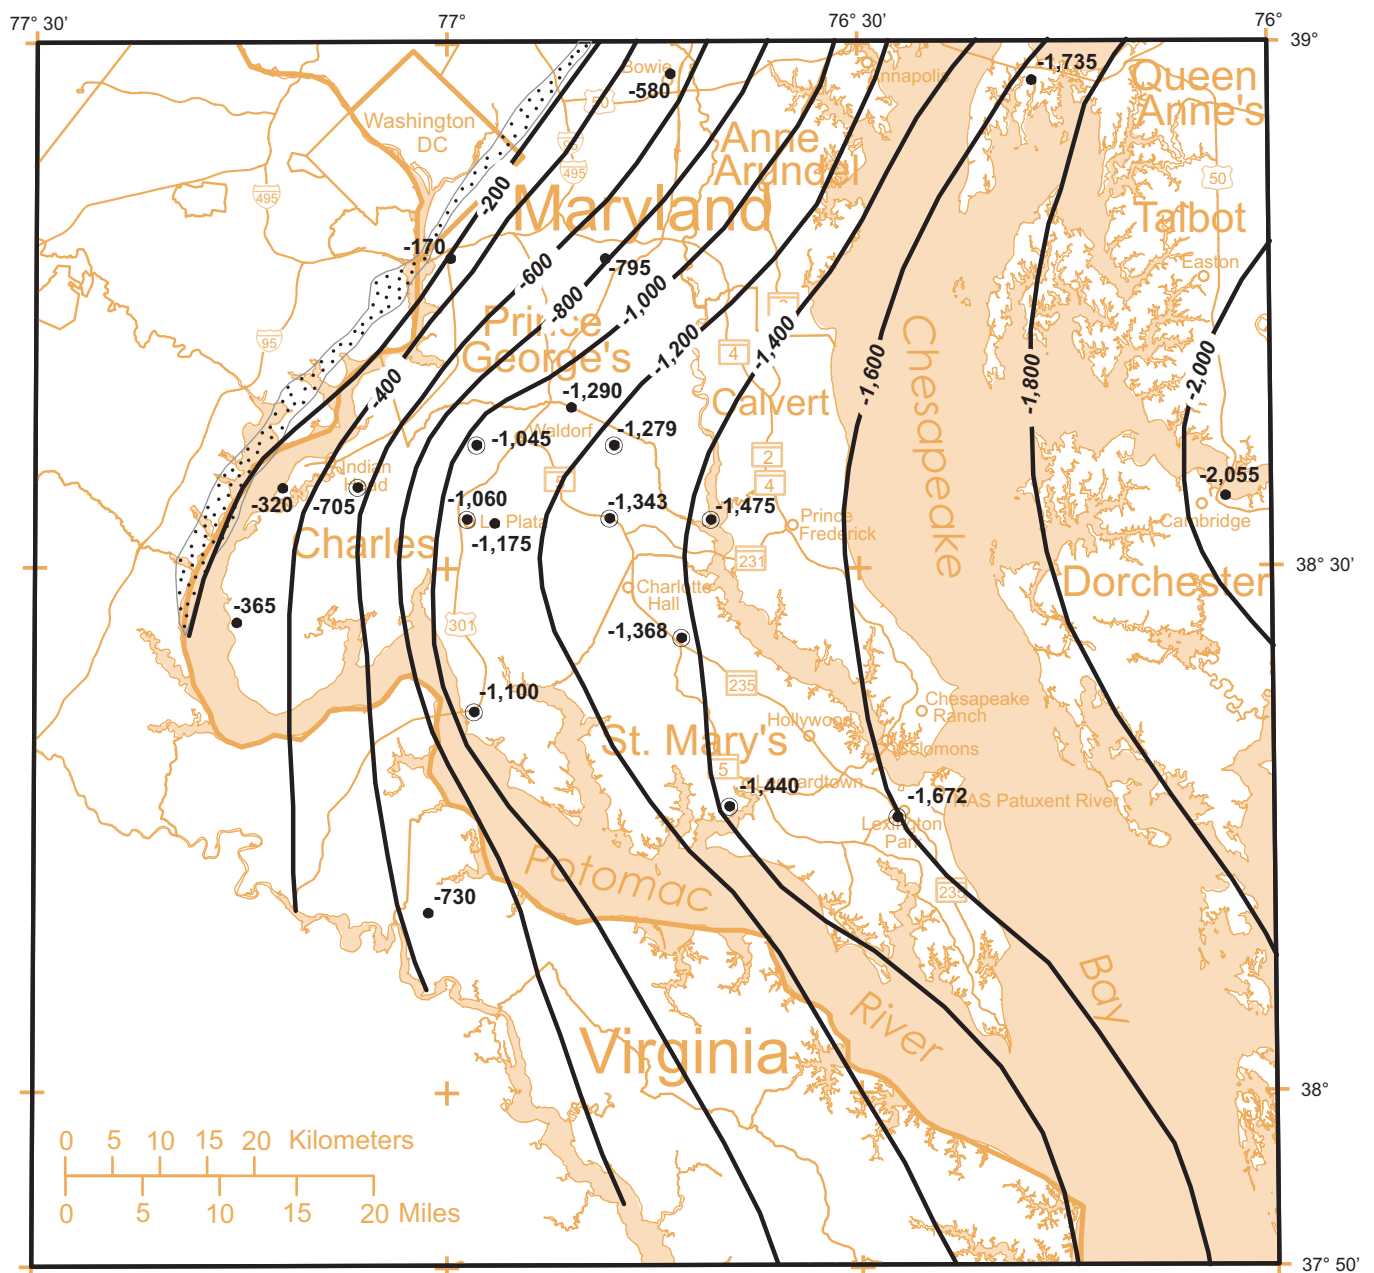 77° 30'
77°
76° 30'
76°
39°
-1,735
Queen
Anne's
Bowie
-580
Annapolis
50
Washington
DC
Anne
Arundel
495
495
50
-200
Maryland
Talbot
-170
-600
-795
Easton
-800
-1,000
Prince
George's
95
-1,200
-1,400
4
-1,600
-1,800
-2,000
Chesapeake
-400
-1,290
Calvert
-1,045
Waldorf
-1,279
2
4
Indian
Head
-320
-705
-1,060
-1,343
-1,475
-2,055
La Plata
-1,175
5
Prince
Frederick
Cambridge
Charles
231
38° 30'
Dorchester
-365
Charlotte
Hall
301
-1,368
235
-1,100
Chesapeake
Ranch
Hollywood
St. Mary's
Solomons
5
-1,440
Leonardtown
-1,672
NAS Patuxent River
Lexington
Park
Potomac
-730
235
Bay
River
Virginia
38°
0 5 10 15 20 Kilometers
0 5 10 15 20 Miles
37° 50'